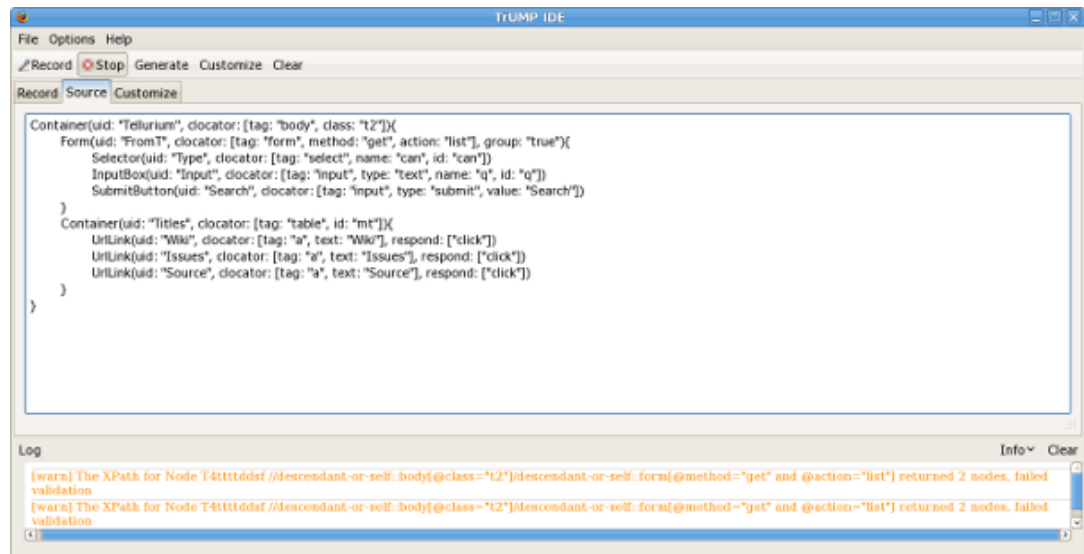 TrUMP IDE
File Options Help
Record Stop Generate Customize Clear
Record Source Customize
Container(uid: "Tellurium", clocator: [tag: "body", class: "t2"]){
Form(uid: "FromT", clocator: [tag: "form", method: "get", action: "list"], group: "true"){
Selector(uid: "Type", clocator: [tag: "select", name: "can", id: "can"])
InputBox(uid: "Input", clocator: [tag: "input", type: "text", name: "q", id: "q"])
SubmitButton(uid: "Search", clocator: [tag: "input", type: "submit", value: "Search"])
}
Container(uid: "Titles", clocator: [tag: "table", id: "mt"]){
UrlLink(uid: "Wiki", clocator: [tag: "a", text: "Wiki"], respond: ["click"])
UrlLink(uid: "Issues", clocator: [tag: "a", text: "Issues"], respond: ["click"])
UrlLink(uid: "Source", clocator: [tag: "a", text: "Source"], respond: ["click"])
}
}
Log Info Clear
[warn] The XPath for Node T4ttttddsf //descendant-or-self::body[@class="t2"]/descendant-or-self::form[@method="get" and @action="list"] returned 2 nodes, failed
validation
[warn] The XPath for Node T4ttttddsf //descendant-or-self::body[@class="t2"]/descendant-or-self::form[@method="get" and @action="list"] returned 2 nodes, failed
validation